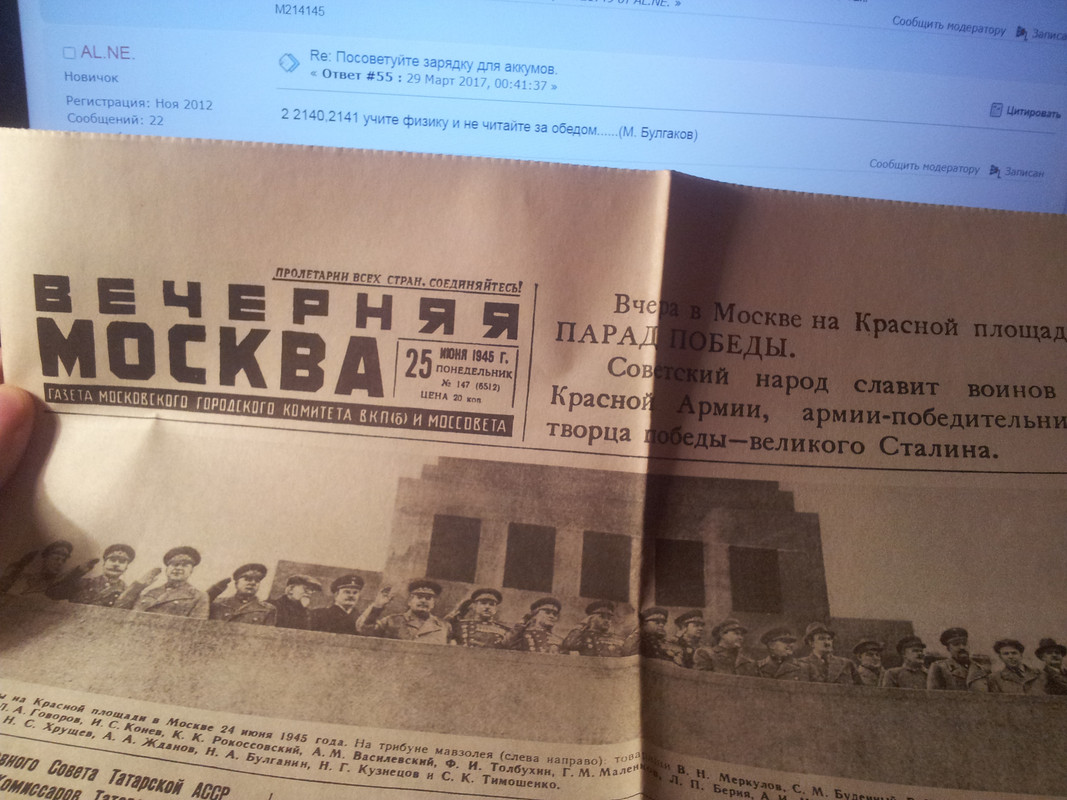 M214145
Сообщить модератору
AL.NE.
Новичок
Регистрация: Ноя 2012
Сообщений: 22
Re: Посоветуйте зарядку для аккумов.
« Ответ #55 : 29 Март 2017, 00:41:37 »
Цитировать
2 2140,2141 учите физику и не читайте за обедом......(М. Булгаков)
Сообщить модератору Записан
ПРОЛЕТАРИИ ВСЕХ СТРАН, СОЕДИНЯЙТЕСЬ!
ВЕЧЕРНЯЯ
МОСКВА
25 ИЮНЯ 1945 Г.
ПОНЕДЕЛЬНИК
№ 147 (6512)
ЦЕНА 20 коп
ГАЗЕТА МОСКОВСКОГО ГОРОДСКОГО КОМИТЕТА ВКП(б) И МОССОВЕТА
Вчера в Москве на Красной площад
ПАРАД ПОБЕДЫ.
Советский народ славит воинов
Красной Армии, армии-победительни
творца победы—великого Сталина.
на Красной площади в Москве 24 июня 1945 года. На трибуне мавзолея (слева направо): това В. Н. Меркулов, С. М. Буденный
Л. А. Говоров, И. С. Конев, К. К. Рокоссовский, А. М. Василевский, Ф. И. Толбухин, Г. М. Мален Л. П. Берия,
Н. С. Хрущев, А. А. Жданов, Н. А. Булганин, Н. Г. Кузнецов и С. К. Тимошенко.
вного Совета Татарской АССР
Комиссаров